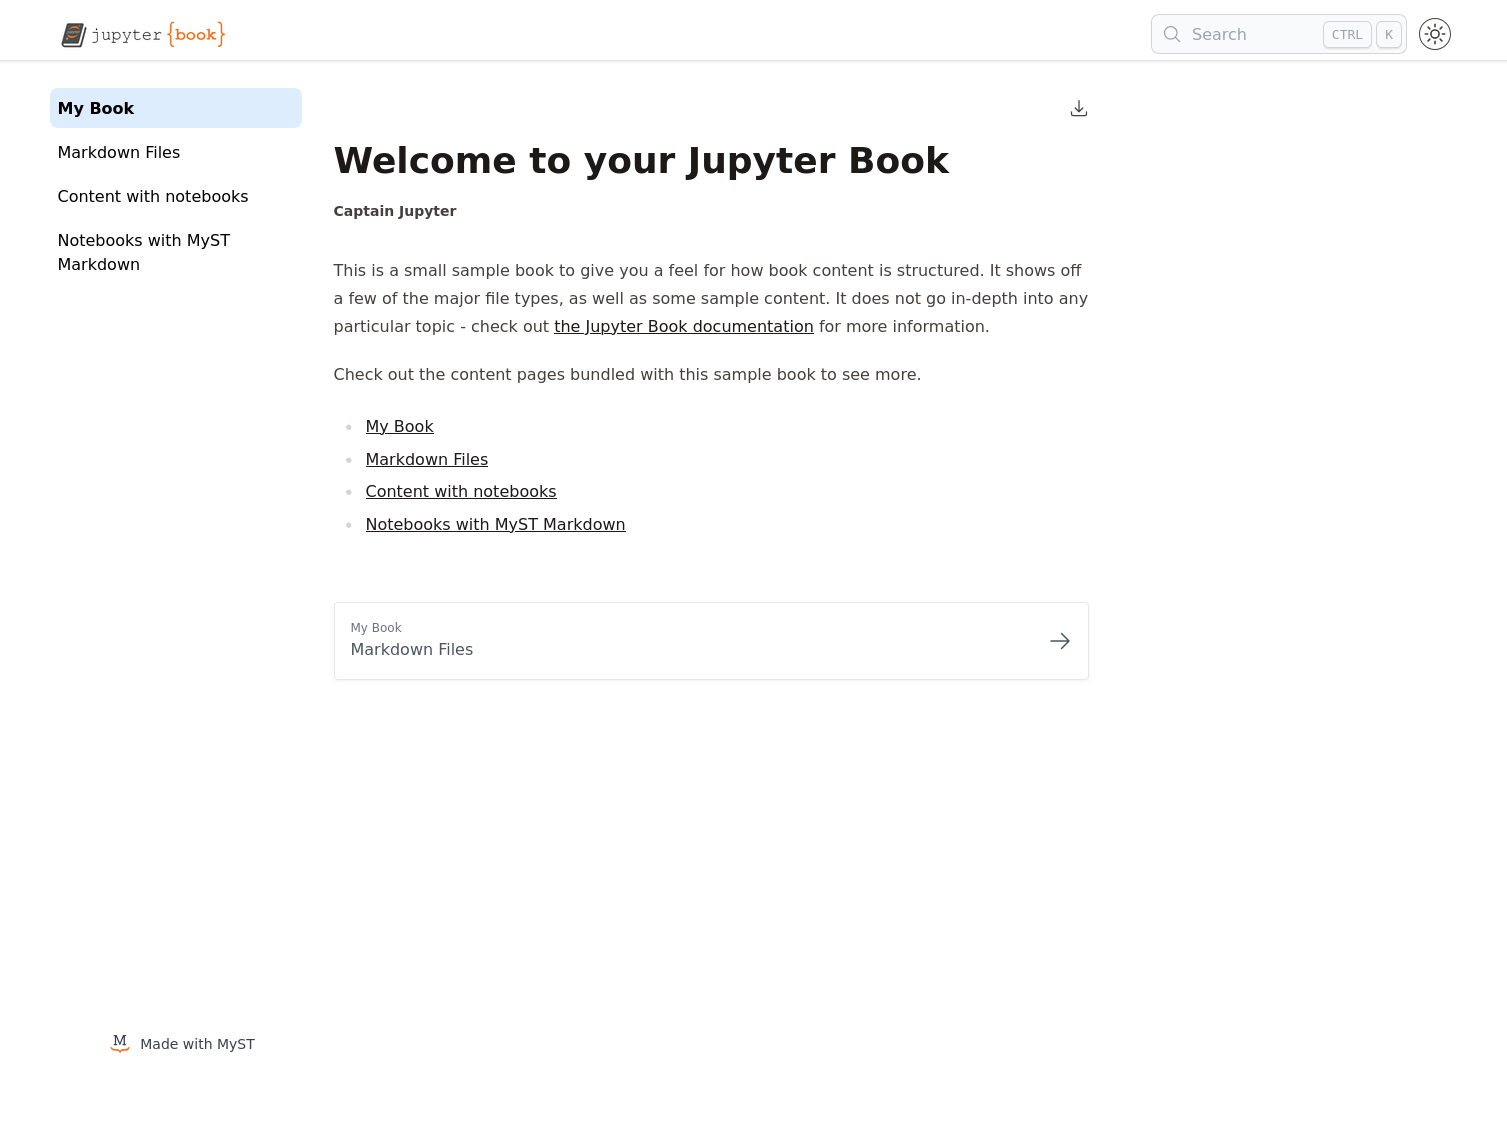 jupyter {book}
Search
CTRL K
My Book
Markdown Files
Content with notebooks
Notebooks with MyST
Markdown
Welcome to your Jupyter Book
Captain Jupyter
This is a small sample book to give you a feel for how book content is structured. It shows off
a few of the major file types, as well as some sample content. It does not go in-depth into any
particular topic - check out the Jupyter Book documentation for more information.
Check out the content pages bundled with this sample book to see more.
My Book
Markdown Files
Content with notebooks
Notebooks with MyST Markdown
My Book
Markdown Files
M
Made with MyST